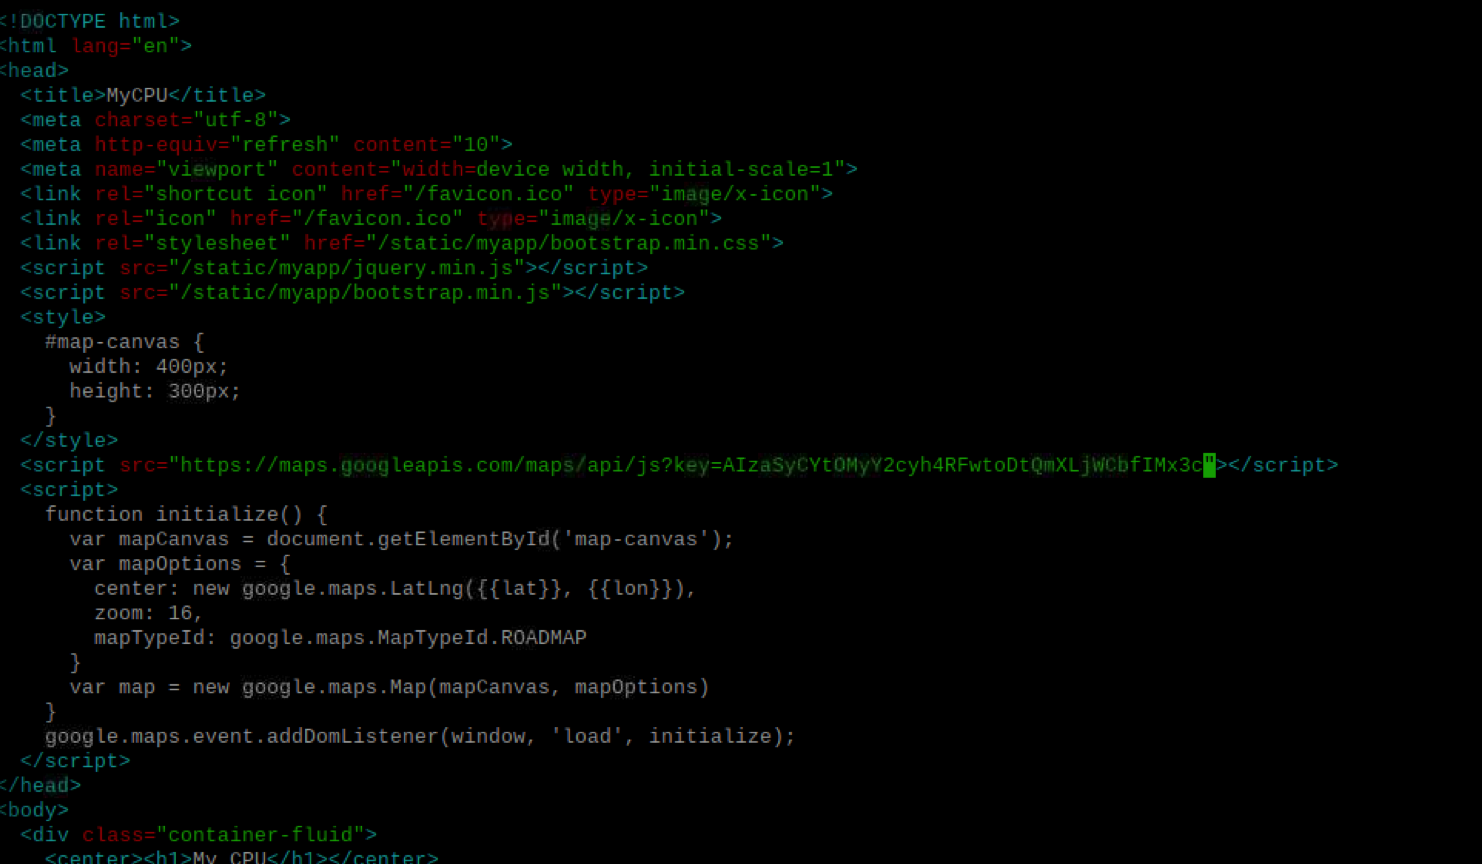 <!DOCTYPE html>
<html lang="en">
<head>
  <title>MyCPU</title>
  <meta charset="utf-8">
  <meta http-equiv="refresh" content="10">
  <meta name="viewport" content="width=device width, initial-scale=1">
  <link rel="shortcut icon" href="/favicon.ico" type="image/x-icon">
  <link rel="icon" href="/favicon.ico" type="image/x-icon">
  <link rel="stylesheet" href="/static/myapp/bootstrap.min.css">
  <script src="/static/myapp/jquery.min.js"></script>
  <script src="/static/myapp/bootstrap.min.js"></script>
  <style>
    #map-canvas {
      width: 400px;
      height: 300px;
    }
  </style>
  <script src="https://maps.googleapis.com/maps/api/js?key=AIzaSyCYtOMyY2cyh4RFwtoDtQmXLjWCbfIMx3c"></script>
  <script>
    function initialize() {
      var mapCanvas = document.getElementById('map-canvas');
      var mapOptions = {
        center: new google.maps.LatLng({{lat}}, {{lon}}),
        zoom: 16,
        mapTypeId: google.maps.MapTypeId.ROADMAP
      }
      var map = new google.maps.Map(mapCanvas, mapOptions)
    }
    google.maps.event.addDomListener(window, 'load', initialize);
  </script>
</head>
<body>
  <div class="container-fluid">
    <center><h1>My CPU</h1></center>